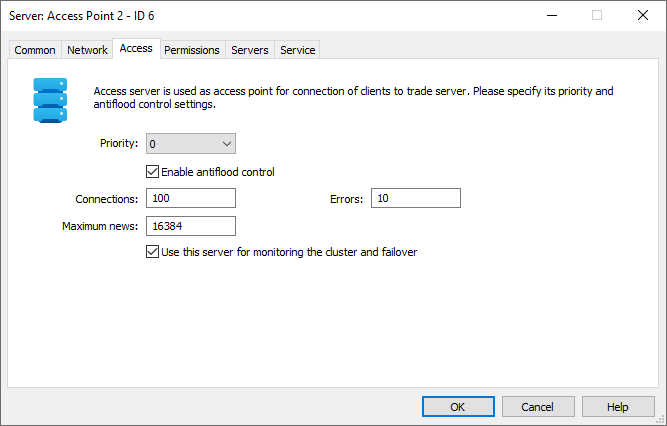 Server: Access Point 2 - ID 6
Common Network Access Permissions Servers Service
Access server is used as access point for connection of clients to trade server. Please specify its priority and
antiflood control settings.
Priority: 0
Enable antiflood control
Connections: 100 Errors: 10
Maximum news: 16384
Use this server for monitoring the cluster and failover
OK Cancel Help